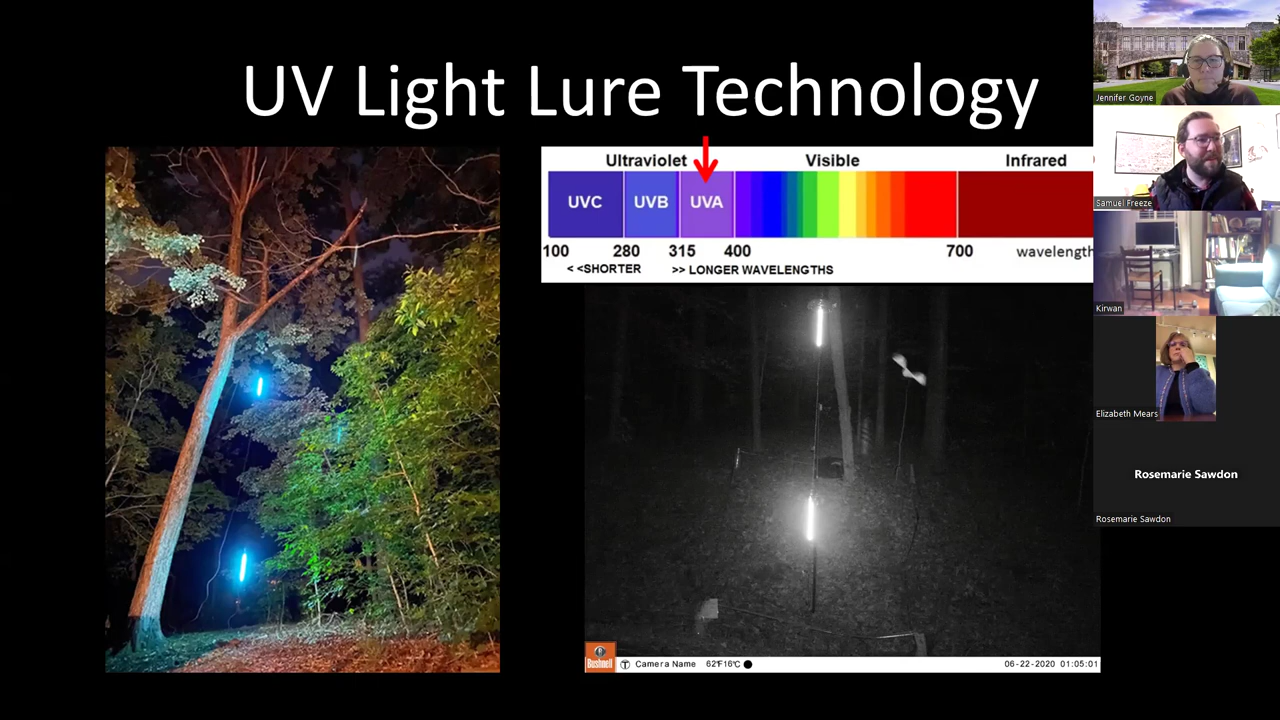 UV Light Lure Technology
Ultraviolet Visible Infrared
UVC UVB UVA
100 280 315 400 700 wavelength
< <SHORTER >> LONGER WAVELENGTHS
Bushnell Camera Name 62°F16°C 06-22-2020 01:05:01
Jennifer Goyne
Samuel Freeze
Kirwan
Elizabeth Mears
Rosemarie Sawdon
Rosemarie Sawdon